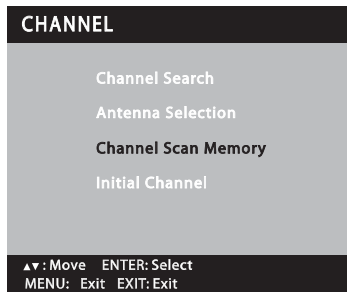 CHANNEL
Channel Search
Antenna Selection
Channel Scan Memory
Initial Channel
▲▼: Move ENTER: Select
MENU: Exit EXIT: Exit